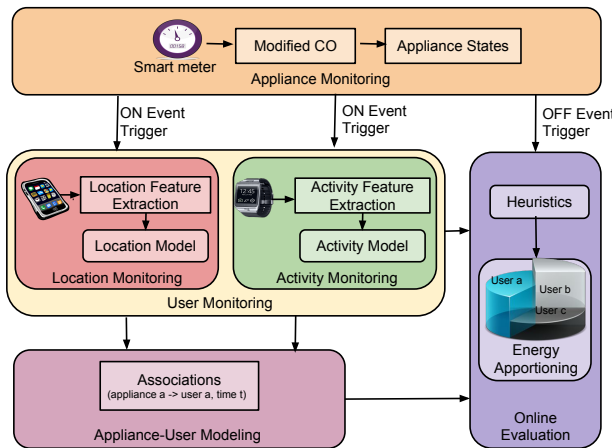 Smart meter
Modified CO
Appliance States
Appliance Monitoring
ON Event
Trigger
ON Event
Trigger
OFF Event
Trigger
Location Feature
Extraction
Location Model
Location Monitoring
Activity Feature
Extraction
Activity Model
Activity Monitoring
User Monitoring
Heuristics
User a
User b
User c
Energy
Apportioning
Online
Evaluation
Associations
(appliance a -> user a, time t)
Appliance-User Modeling